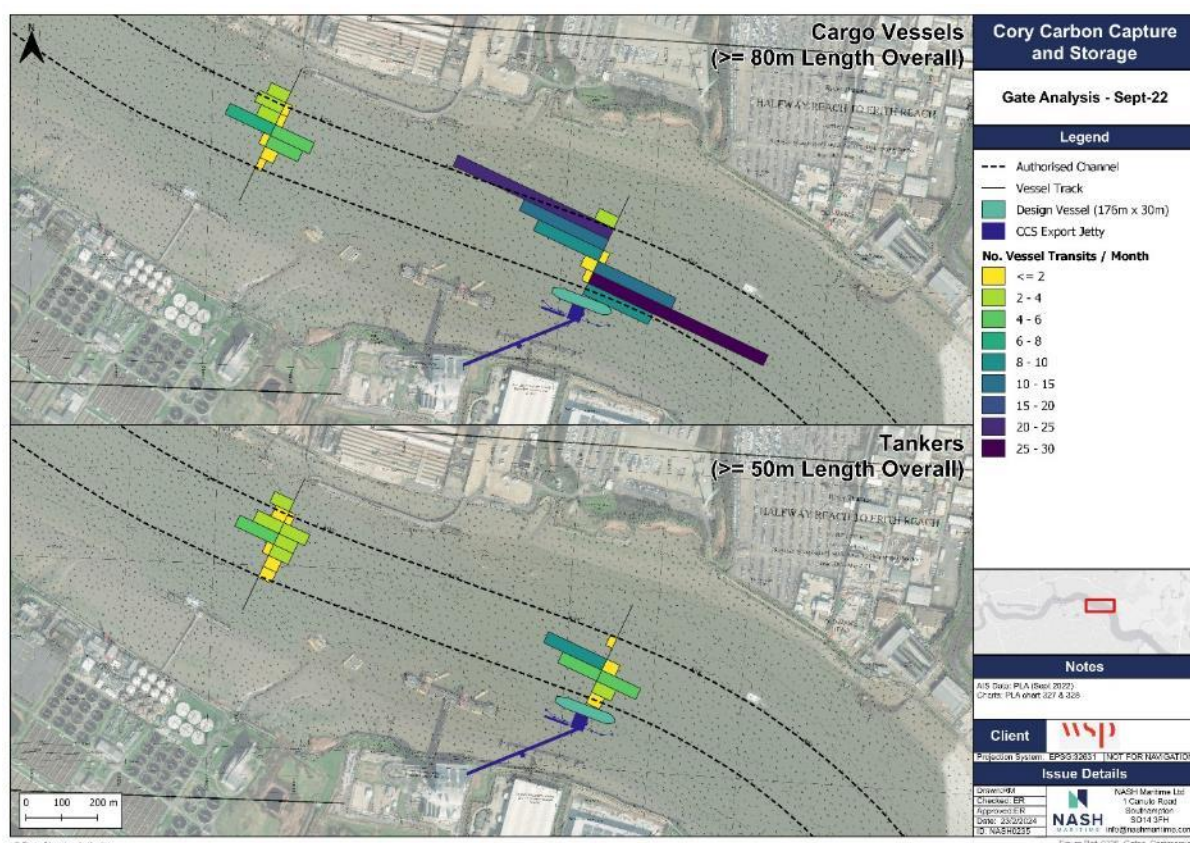 Cargo Vessels
(>= 80m Length Overall)
HALFWAY REACH TO ERITH REACH
Tankers
(>= 50m Length Overall)
HALFWAY REACH TO ERITH REACH
0 100 200 m
Cory Carbon Capture
and Storage
Gate Analysis - Sept-22
Legend
Authorised Channel
Vessel Track
Design Vessel (176m x 30m)
CCS Export Jetty
No. Vessel Transits / Month
<= 2
2 - 4
4 - 6
6 - 8
8 - 10
10 - 15
15 - 20
20 - 25
25 - 30
Notes
AIS Data: PLA (Sept 2022)
Charts: PLA chart 327 & 328
Client
wsp
Projection System: EPSG:32631 NOT FOR NAVIGATION
Issue Details
Drawn: RM
Checked: ER
Approved: ER
Date: 23/2/2024
ID: NASH0235
NASH
MARITIME
NASH Maritime Ltd
1 Canute Road
Southampton
SO14 3FH
info@nashmaritime.com